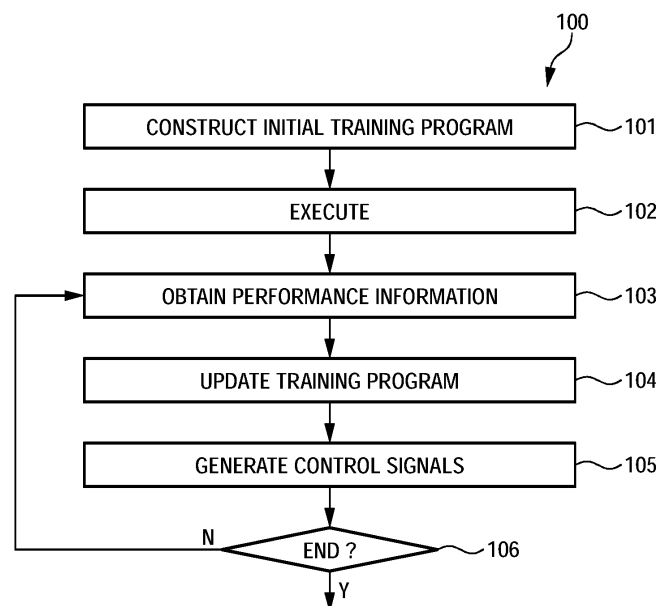 100
CONSTRUCT INITIAL TRAINING PROGRAM 101
EXECUTE 102
OBTAIN PERFORMANCE INFORMATION 103
UPDATE TRAINING PROGRAM 104
GENERATE CONTROL SIGNALS 105
N END ? 106
Y